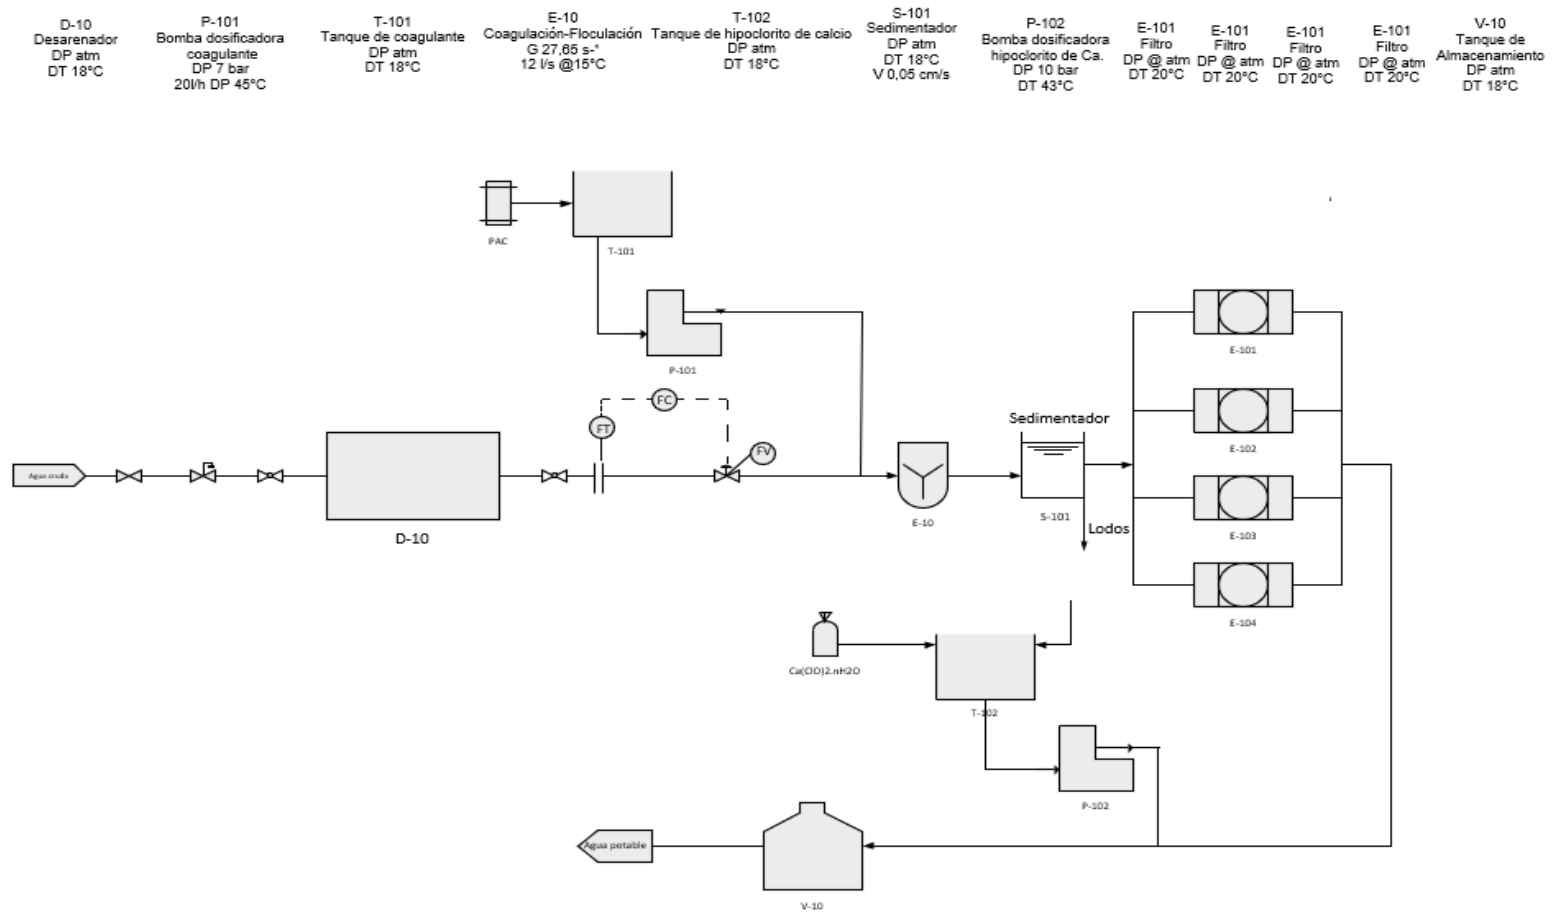 D-10
Desarenador
DP atm
DT 18°C
P-101
Bomba dosificadora
coagulante
DP 7 bar
20l/h DP 45°C
T-101
Tanque de coagulante
DP atm
DT 18°C
E-10
Coagulación-Floculación
G 27,65 s-¹
12 l/s @15°C
T-102
Tanque de hipoclorito de calcio
DP atm
DT 18°C
S-101
Sedimentador
DP atm
DT 18°C
V 0,05 cm/s
P-102
Bomba dosificadora
hipoclorito de Ca.
DP 10 bar
DT 43°C
E-101
Filtro
DP @ atm
DT 20°C
E-101
Filtro
DP @ atm
DT 20°C
E-101
Filtro
DP @ atm
DT 20°C
E-101
Filtro
DP @ atm
DT 20°C
V-10
Tanque de
Almacenamiento
DP atm
DT 18°C
PAC
T-101
P-101
FC
FT
FV
Agua cruda
D-10
E-10
Sedimentador
S-101
Lodos
E-101
E-102
E-103
E-104
Ca(ClO)2.nH2O
T-102
P-102
Agua potable
V-10